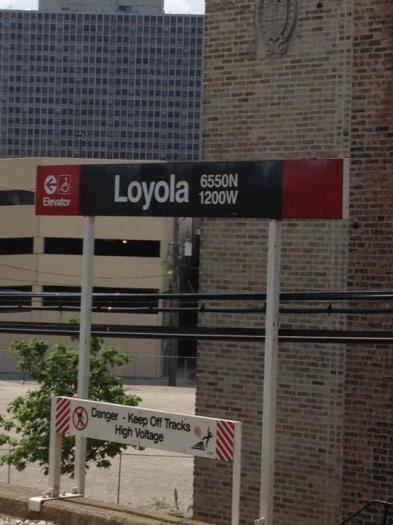 Elevator
Loyola
6550N
1200W
Danger - Keep Off Tracks
High Voltage